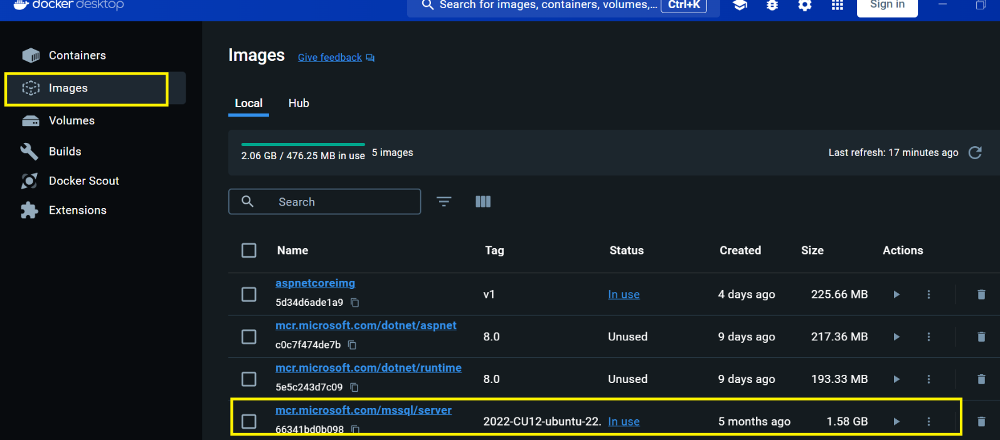 docker desktop
Search for images, containers, volumes,... Ctrl+K
Sign in
Containers
Images
Volumes
Builds
Docker Scout
Extensions
Images Give feedback
Local Hub
2.06 GB / 476.25 MB in use 5 images
Last refresh: 17 minutes ago
Search
Name Tag Status Created Size Actions
aspnetcoreimg
5d34d6ade1a9
v1 In use 4 days ago 225.66 MB
mcr.microsoft.com/dotnet/aspnet
c0c7f474de7b
8.0 Unused 9 days ago 217.36 MB
mcr.microsoft.com/dotnet/runtime
5e5c243d7c09
8.0 Unused 9 days ago 193.33 MB
mcr.microsoft.com/mssql/server
66341bd0b098
2022-CU12-ubuntu-22. In use 5 months ago 1.58 GB